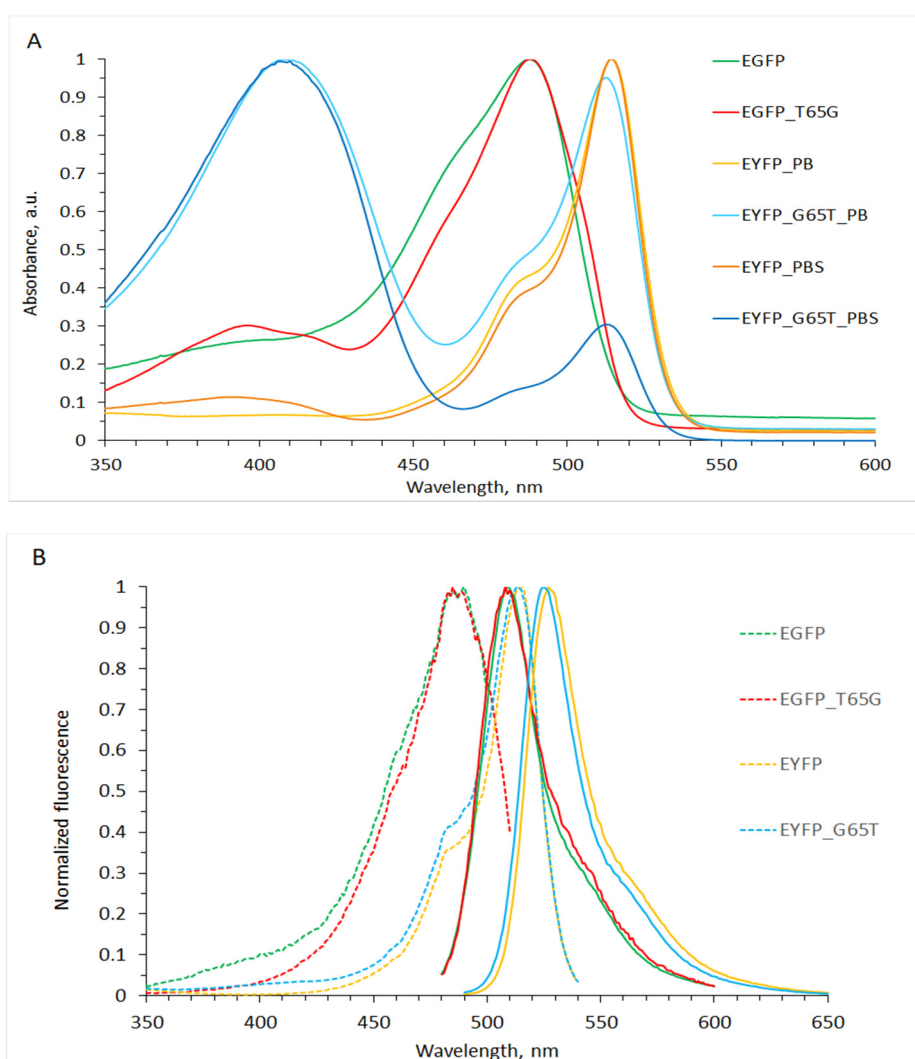 A
Absorbance, a.u.
1
0.9
0.8
0.7
0.6
0.5
0.4
0.3
0.2
0.1
0
350 400 450 500 550 600
Wavelength, nm
EGFP
EGFP_T65G
EYFP_PB
EYFP_G65T_PB
EYFP_PBS
EYFP_G65T_PBS
B
Normalized fluorescence
1
0.9
0.8
0.7
0.6
0.5
0.4
0.3
0.2
0.1
0
350 400 450 500 550 600 650
Wavelength, nm
EGFP
EGFP_T65G
EYFP
EYFP_G65T